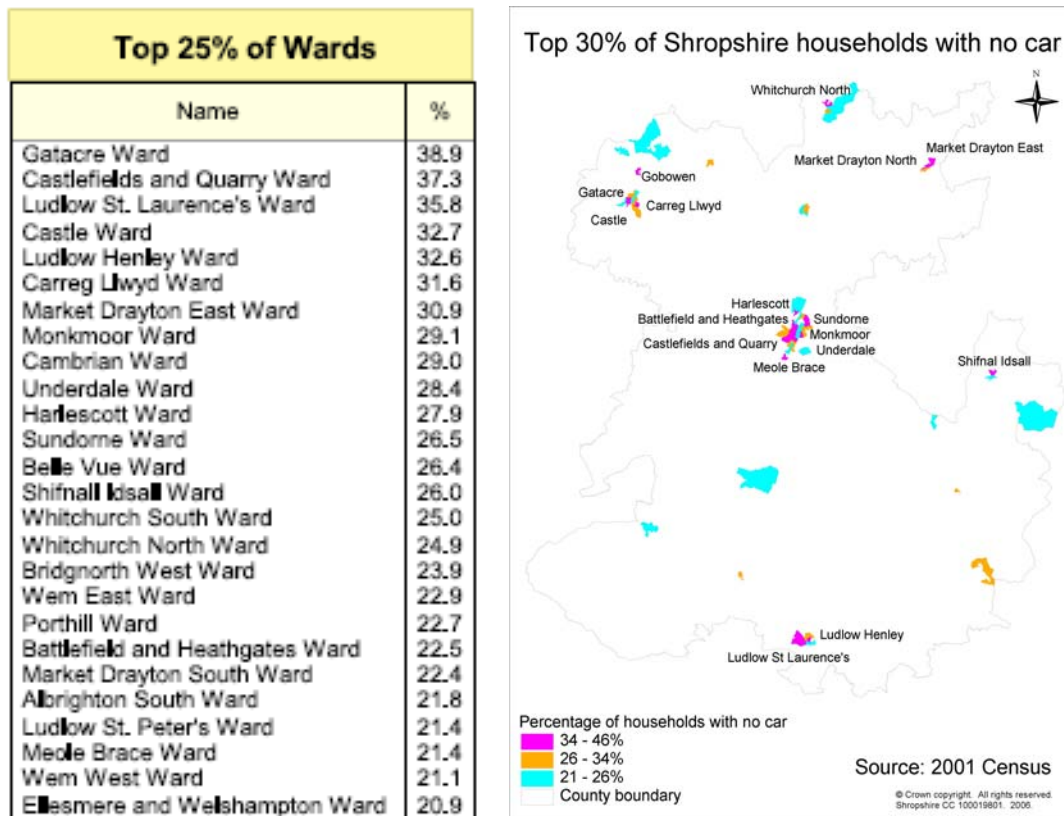 Top 25% of Wards
Name %
Gatacre Ward 38.9
Castlefields and Quarry Ward 37.3
Ludlow St. Laurence's Ward 35.8
Castle Ward 32.7
Ludlow Henley Ward 32.6
Carreg Llwyd Ward 31.6
Market Drayton East Ward 30.9
Monkmoor Ward 29.1
Cambrian Ward 29.0
Underdale Ward 28.4
Harlescott Ward 27.9
Sundorne Ward 26.5
Belle Vue Ward 26.4
Shifnall Idsall Ward 26.0
Whitchurch South Ward 25.0
Whitchurch North Ward 24.9
Bridgnorth West Ward 23.9
Wem East Ward 22.9
Porthill Ward 22.7
Battlefield and Heathgates Ward 22.5
Market Drayton South Ward 22.4
Albrighton South Ward 21.8
Ludlow St. Peter's Ward 21.4
Meole Brace Ward 21.4
Wem West Ward 21.1
Ellesmere and Welshampton Ward 20.9
Top 30% of Shropshire households with no car
N
Whitchurch North
Market Drayton East
Market Drayton North
Gobowen
Gatacre
Carreg Llwyd
Castle
Harlescott
Battlefield and Heathgates
Sundorne
Monkmoor
Castlefields and Quarry
Underdale
Meole Brace
Shifnal Idsall
Ludlow Henley
Ludlow St Laurence's
Percentage of households with no car
34 - 46%
26 - 34%
21 - 26%
County boundary
Source: 2001 Census
© Crown copyright. All rights reserved.
Shropshire CC 100019801. 2006.